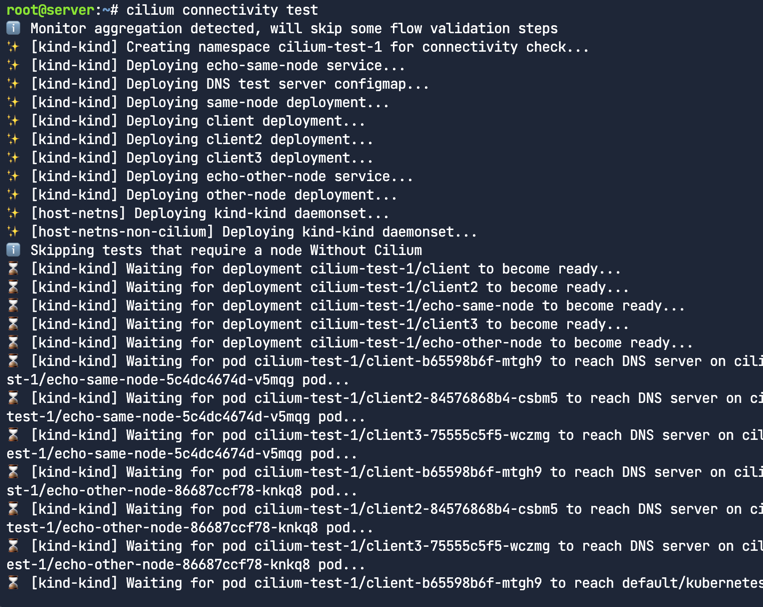 root@server:~# cilium connectivity test
ℹ️ Monitor aggregation detected, will skip some flow validation steps
✨ [kind-kind] Creating namespace cilium-test-1 for connectivity check...
✨ [kind-kind] Deploying echo-same-node service...
✨ [kind-kind] Deploying DNS test server configmap...
✨ [kind-kind] Deploying same-node deployment...
✨ [kind-kind] Deploying client deployment...
✨ [kind-kind] Deploying client2 deployment...
✨ [kind-kind] Deploying client3 deployment...
✨ [kind-kind] Deploying echo-other-node service...
✨ [kind-kind] Deploying other-node deployment...
✨ [host-netns] Deploying kind-kind daemonset...
✨ [host-netns-non-cilium] Deploying kind-kind daemonset...
ℹ️ Skipping tests that require a node Without Cilium
⌛ [kind-kind] Waiting for deployment cilium-test-1/client to become ready...
⌛ [kind-kind] Waiting for deployment cilium-test-1/client2 to become ready...
⌛ [kind-kind] Waiting for deployment cilium-test-1/echo-same-node to become ready...
⌛ [kind-kind] Waiting for deployment cilium-test-1/client3 to become ready...
⌛ [kind-kind] Waiting for deployment cilium-test-1/echo-other-node to become ready...
⌛ [kind-kind] Waiting for pod cilium-test-1/client-b65598b6f-mtgh9 to reach DNS server on cili
st-1/echo-same-node-5c4dc4674d-v5mqg pod...
⌛ [kind-kind] Waiting for pod cilium-test-1/client2-84576868b4-csbm5 to reach DNS server on ci
test-1/echo-same-node-5c4dc4674d-v5mqg pod...
⌛ [kind-kind] Waiting for pod cilium-test-1/client3-75555c5f5-wczmg to reach DNS server on cil
est-1/echo-same-node-5c4dc4674d-v5mqg pod...
⌛ [kind-kind] Waiting for pod cilium-test-1/client-b65598b6f-mtgh9 to reach DNS server on cili
st-1/echo-other-node-86687ccf78-knkq8 pod...
⌛ [kind-kind] Waiting for pod cilium-test-1/client2-84576868b4-csbm5 to reach DNS server on ci
test-1/echo-other-node-86687ccf78-knkq8 pod...
⌛ [kind-kind] Waiting for pod cilium-test-1/client3-75555c5f5-wczmg to reach DNS server on cil
est-1/echo-other-node-86687ccf78-knkq8 pod...
⌛ [kind-kind] Waiting for pod cilium-test-1/client-b65598b6f-mtgh9 to reach default/kubernetes